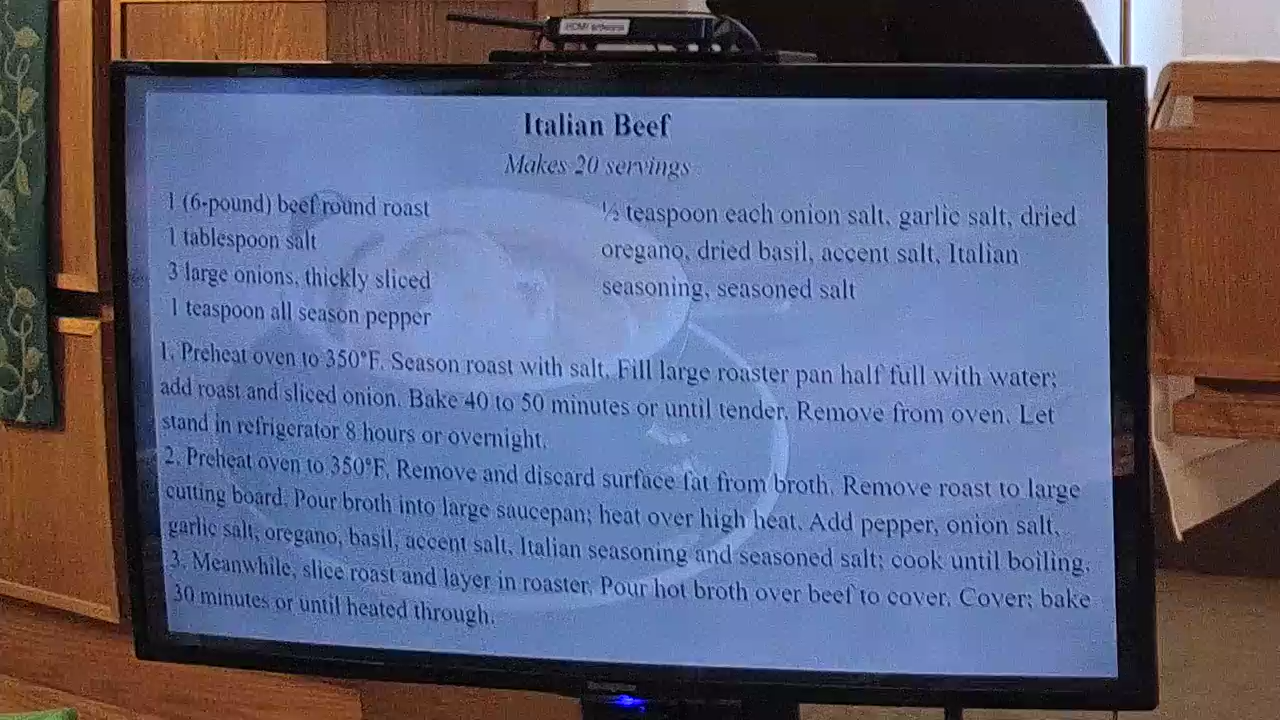 HDMI
Italian Beef
Makes 20 servings
1 (6-pound) beef round roast
1 tablespoon salt
3 large onions, thickly sliced
1 teaspoon all season pepper
½ teaspoon each onion salt, garlic salt, dried
oregano, dried basil, accent salt, Italian
seasoning, seasoned salt
1. Preheat oven to 350°F. Season roast with salt. Fill large roaster pan half full with water;
add roast and sliced onion. Bake 40 to 50 minutes or until tender. Remove from oven. Let
stand in refrigerator 8 hours or overnight.
2. Preheat oven to 350°F. Remove and discard surface fat from broth. Remove roast to large
cutting board. Pour broth into large saucepan; heat over high heat. Add pepper, onion salt,
garlic salt, oregano, basil, accent salt, Italian seasoning and seasoned salt; cook until boiling.
3. Meanwhile, slice roast and layer in roaster. Pour hot broth over beef to cover. Cover; bake
30 minutes or until heated through.